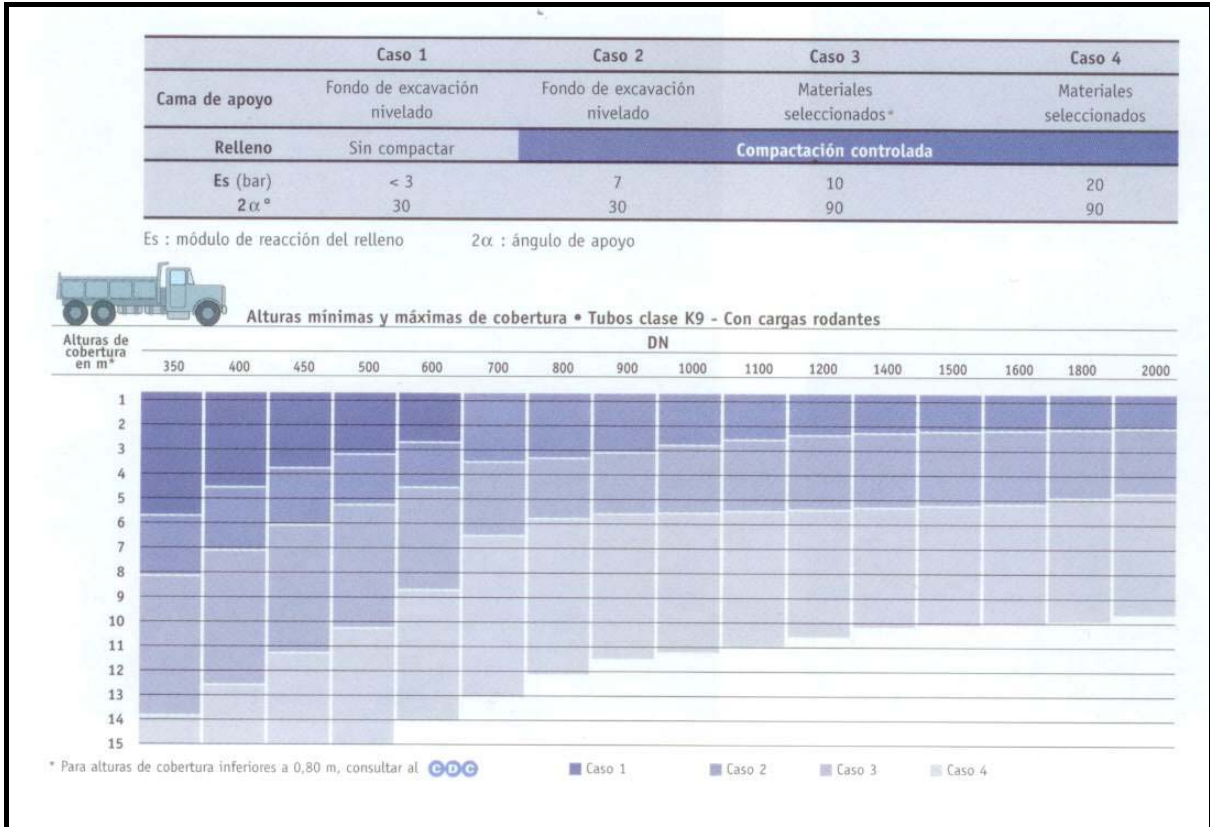 Caso 1 Caso 2 Caso 3 Caso 4
Cama de apoyo Fondo de excavación nivelado Fondo de excavación nivelado Materiales seleccionados* Materiales seleccionados
Relleno Sin compactar Compactación controlada
Es (bar) < 3 7 10 20
2α° 30 30 90 90
Es : módulo de reacción del relleno 2α : ángulo de apoyo
Alturas mínimas y máximas de cobertura • Tubos clase K9 - Con cargas rodantes
Alturas de cobertura en m*
DN
350 400 450 500 600 700 800 900 1000 1100 1200 1400 1500 1600 1800 2000
1
2
3
4
5
6
7
8
9
10
11
12
13
14
15
* Para alturas de cobertura inferiores a 0,80 m, consultar al CDC
Caso 1 Caso 2 Caso 3 Caso 4